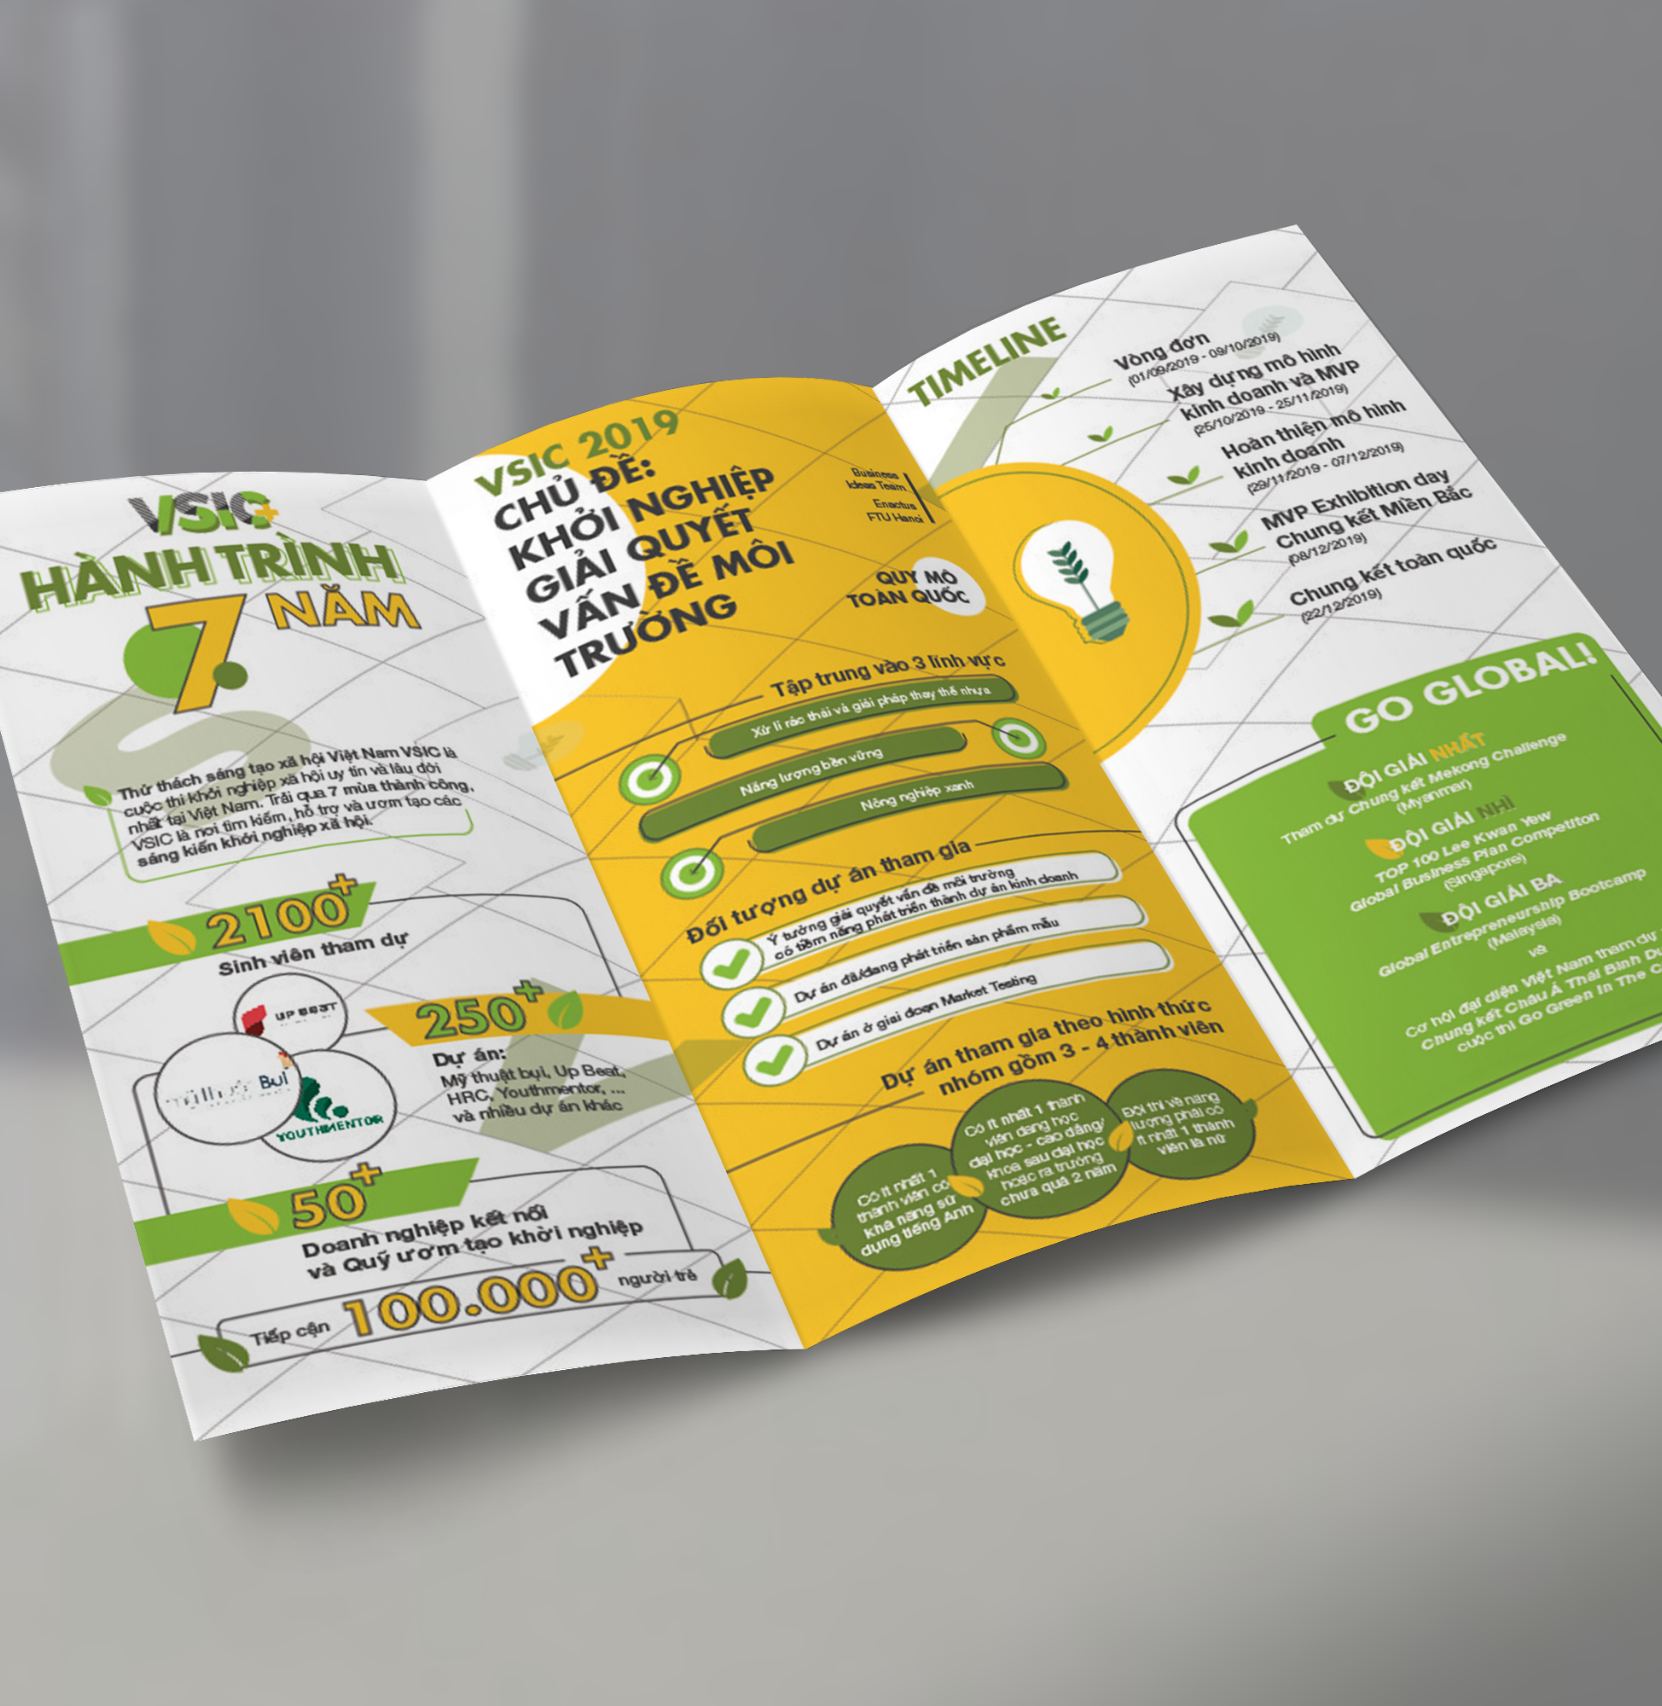 VSIC+
HÀNH TRÌNH
7 NĂM
Thử thách sáng tạo xã hội Việt Nam VSIC là
cuộc thi khởi nghiệp xã hội uy tín và lâu đời
nhất tại Việt Nam. Trải qua 7 mùa thành công,
VSIC là nơi tìm kiếm, hỗ trợ và ươm tạo các
sáng kiến khởi nghiệp xã hội.
2100+
Sinh viên tham dự
UP BEAT
Bụi
YOUTHMENTOR
250+
Dự án:
Mỹ thuật bụi, Up Beat,
HRC, Youthmentor, ...
và nhiều dự án khác
50+
Doanh nghiệp kết nối
và Quỹ ươm tạo khởi nghiệp
Tiếp cận 100.000+ người trẻ
VSIC 2019
CHỦ ĐỀ:
KHỞI NGHIỆP
GIẢI QUYẾT
VẤN ĐỀ MÔI
TRƯỜNG
Business
Ideas Team
Enactus
FTU Hanoi
QUY MÔ
TOÀN QUỐC
Tập trung vào 3 lĩnh vực
Xử lí rác thải và giải pháp thay thế nhựa
Năng lượng bền vững
Nông nghiệp xanh
Đối tượng dự án tham gia
Ý tưởng giải quyết vấn đề môi trường
có tiềm năng phát triển thành dự án kinh doanh
Dự án đã/đang phát triển sản phẩm mẫu
Dự án ở giai đoạn Market Testing
Dự án tham gia theo hình thức
nhóm gồm 3 - 4 thành viên
Có ít nhất 1
thành viên có
khả năng sử
dụng tiếng Anh
Có ít nhất 1 thành
viên đang học
đại học - cao đẳng/
khoa sau đại học
hoặc ra trường
chưa quá 2 năm
Đội thi và năng
lượng phải có
ít nhất 1 thành
viên là nữ
TIMELINE
Vòng đơn
(01/09/2019 - 09/10/2019)
Xây dựng mô hình
kinh doanh và MVP
(25/10/2019 - 25/11/2019)
Hoàn thiện mô hình
kinh doanh
(29/11/2019 - 07/12/2019)
MVP Exhibition day
Chung kết Miền Bắc
(08/12/2019)
Chung kết toàn quốc
(22/12/2019)
GO GLOBAL!
ĐỘI GIẢI NHẤT
Tham dự Chung kết Mekong Challenge
(Myanmar)
ĐỘI GIẢI NHÌ
TOP 100 Lee Kwan Yew
Global Business Plan Competiton
(Singapore)
ĐỘI GIẢI BA
Global Entrepreneurship Bootcamp
(Malaysia)
và
Cơ hội đại diện Việt Nam tham dự
Chung kết Châu Á Thái Bình
cuộc thi Go Green In The